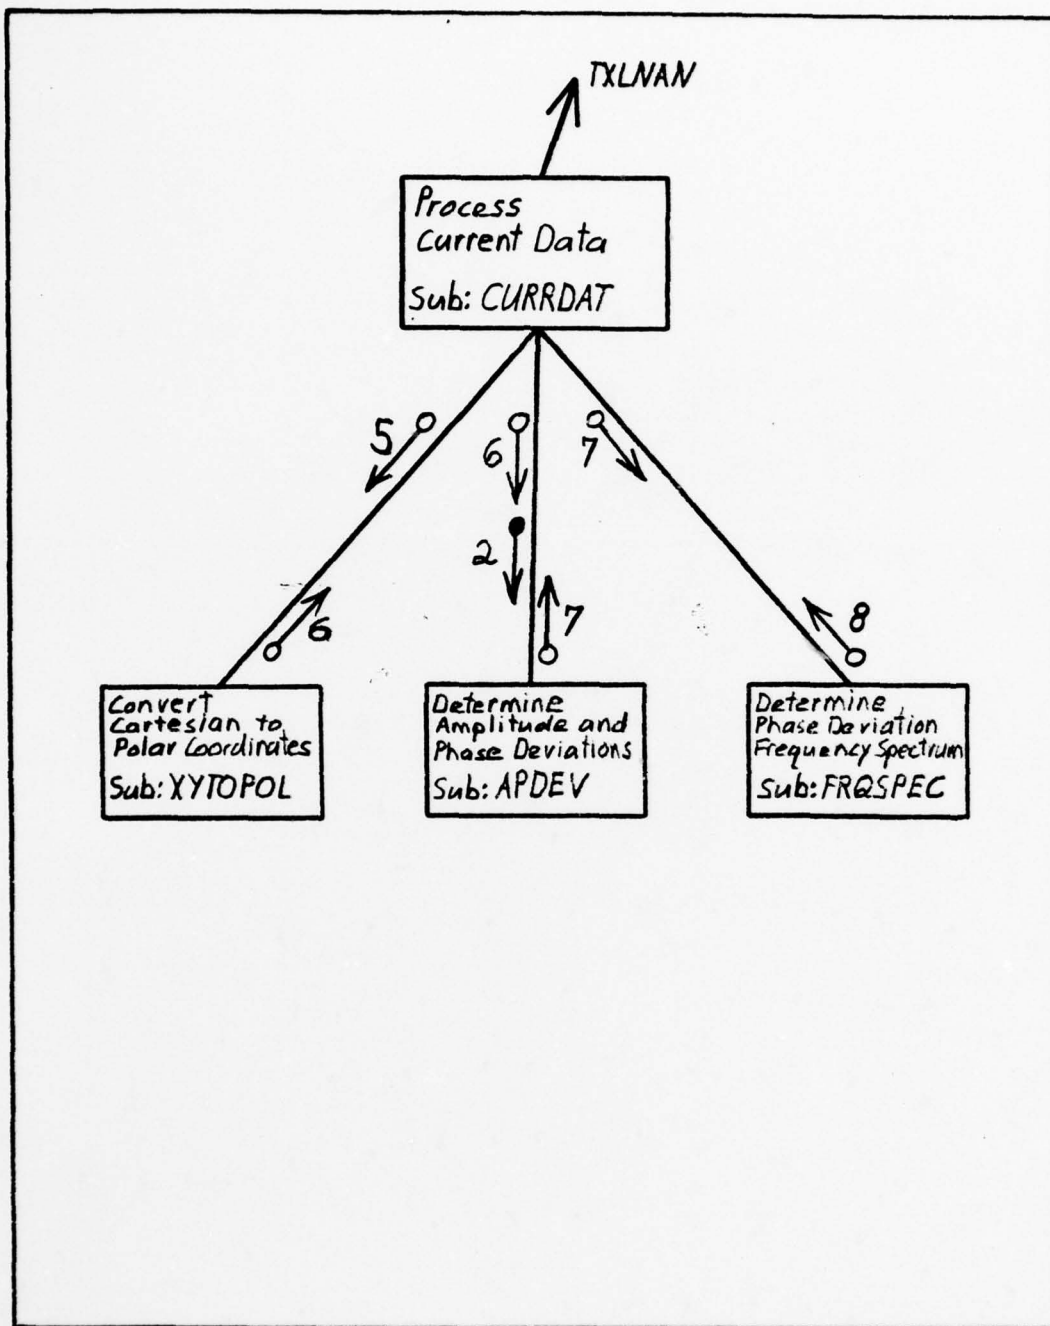 TXLNAN
Process
Current Data
Sub: CURRDAT
5
6
7
2
6
7
8
Convert
Cartesian to
Polar Coordinates
Sub: XYTOPOL
Determine
Amplitude and
Phase Deviations
Sub: APDEV
Determine
Phase Deviation
Frequency Spectrum
Sub: FRQSPEC